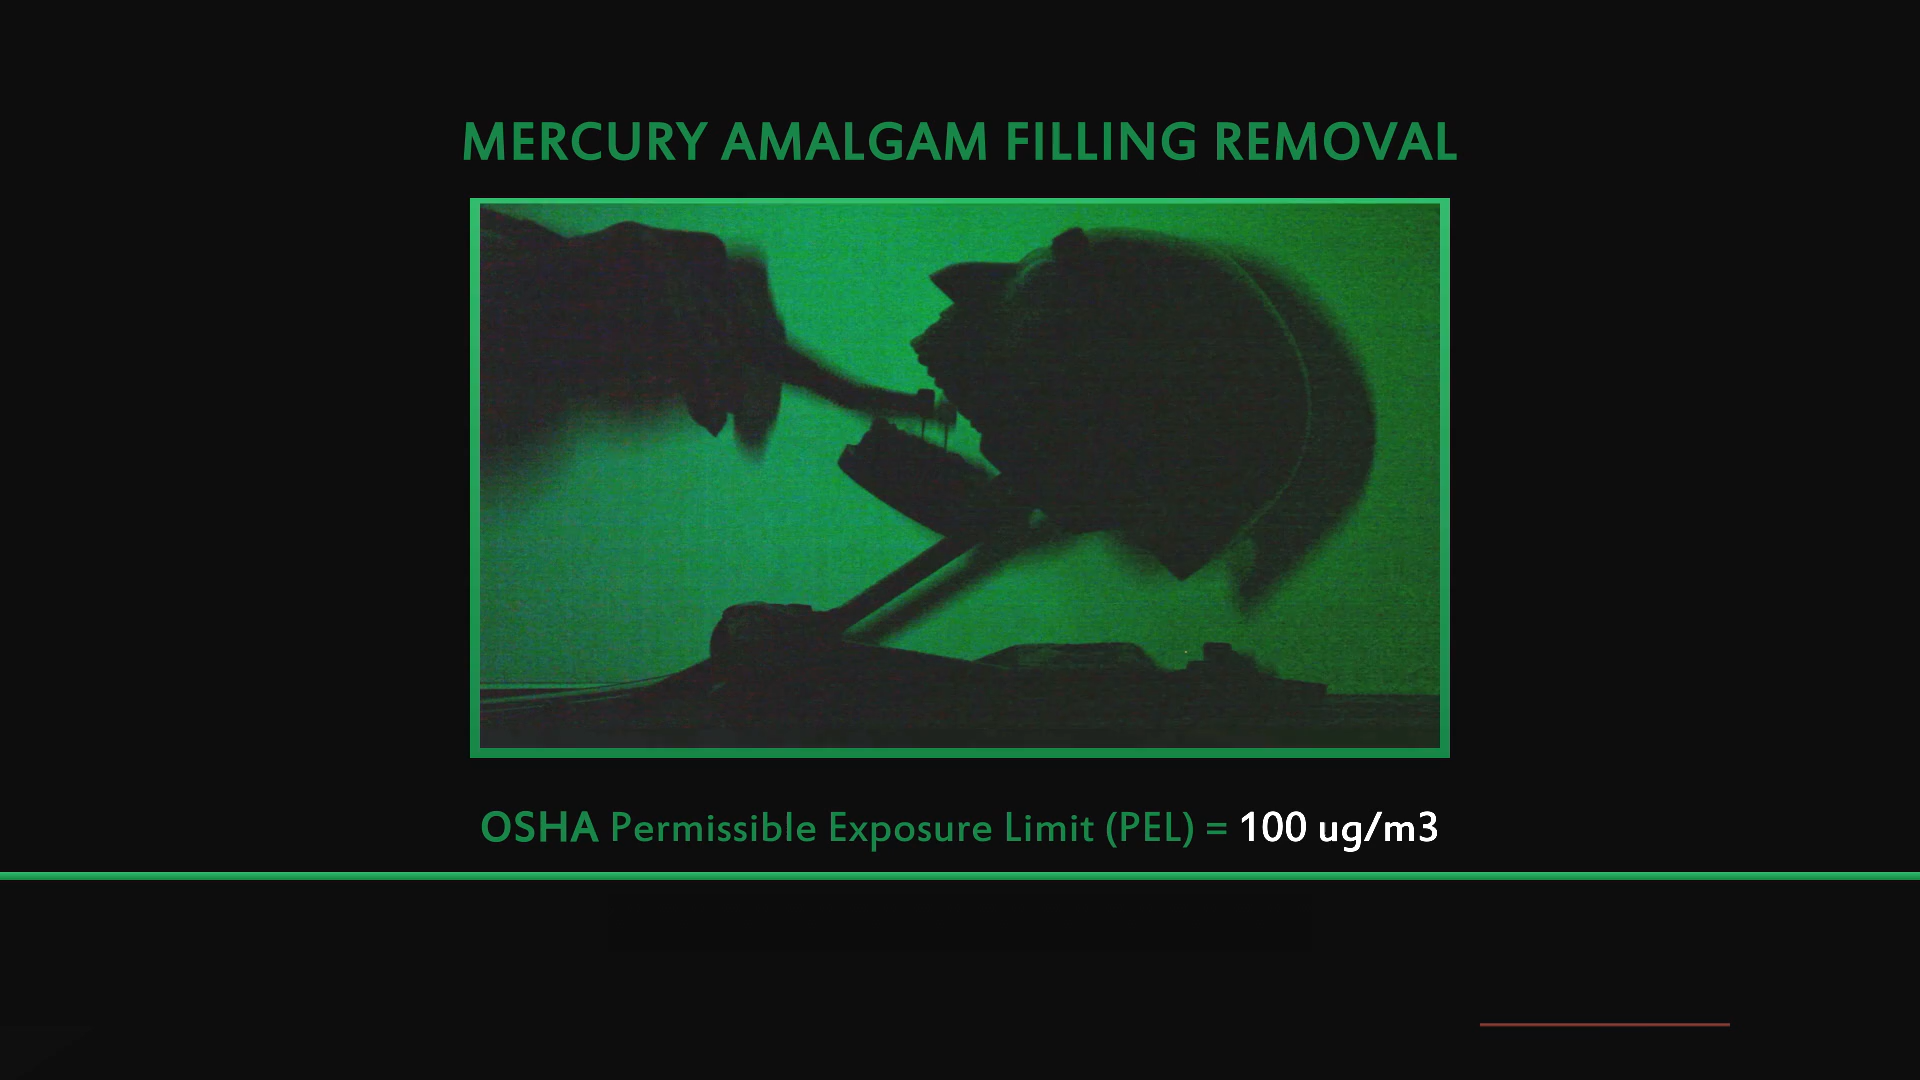 MERCURY AMALGAM FILLING REMOVAL
OSHA Permissible Exposure Limit (PEL) = 100 ug/m3